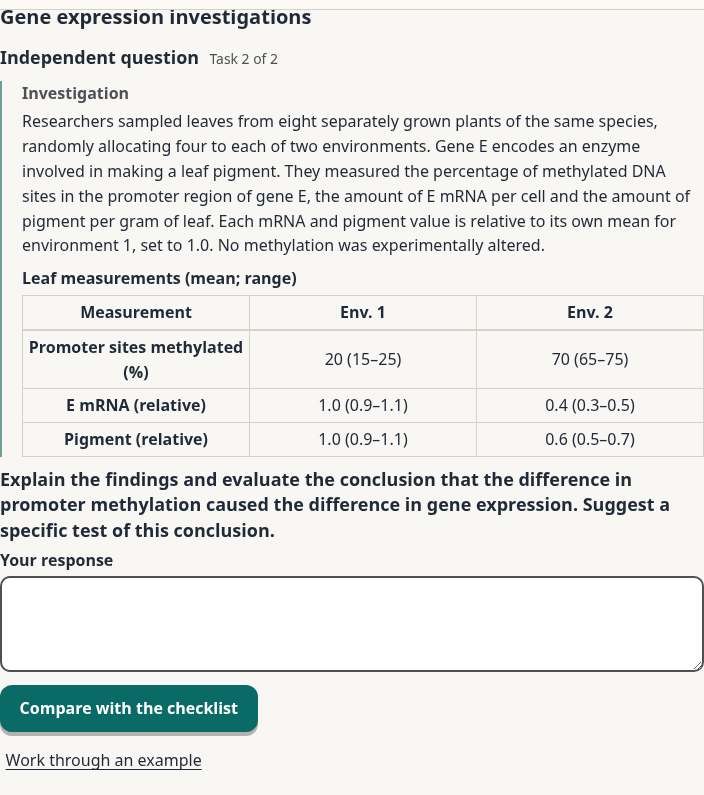 Gene expression investigations
Independent question Task 2 of 2
Investigation
Researchers sampled leaves from eight separately grown plants of the same species,
randomly allocating four to each of two environments. Gene E encodes an enzyme
involved in making a leaf pigment. They measured the percentage of methylated DNA
sites in the promoter region of gene E, the amount of E mRNA per cell and the amount of
pigment per gram of leaf. Each mRNA and pigment value is relative to its own mean for
environment 1, set to 1.0. No methylation was experimentally altered.
Leaf measurements (mean; range)
Measurement Env. 1 Env. 2
Promoter sites methylated
(%) 20 (15–25) 70 (65–75)
E mRNA (relative) 1.0 (0.9–1.1) 0.4 (0.3–0.5)
Pigment (relative) 1.0 (0.9–1.1) 0.6 (0.5–0.7)
Explain the findings and evaluate the conclusion that the difference in
promoter methylation caused the difference in gene expression. Suggest a
specific test of this conclusion.
Your response
Compare with the checklist
Work through an example